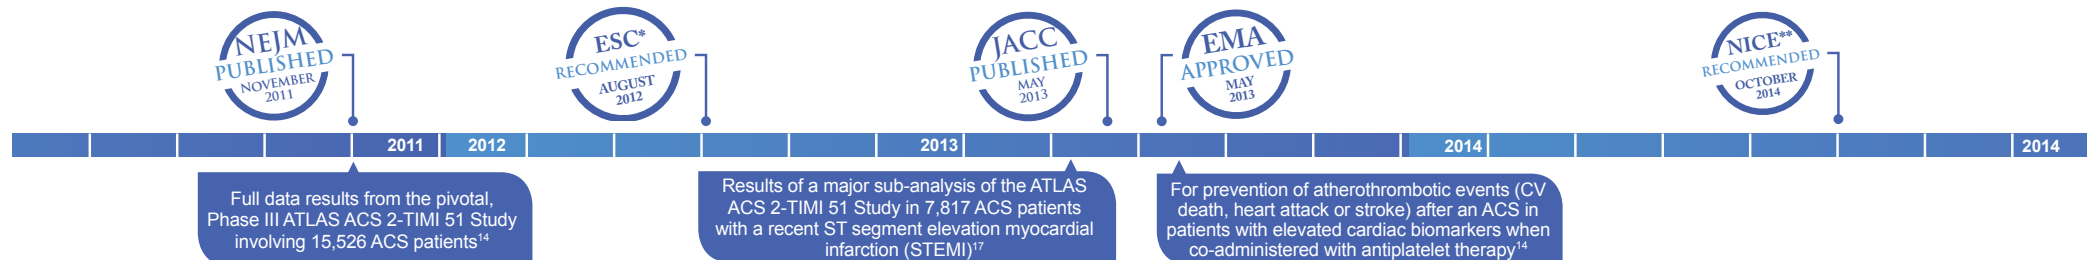 NEJM
PUBLISHED
NOVEMBER
2011
ESC*
RECOMMENDED
AUGUST
2012
JACC
PUBLISHED
MAY
2013
EMA
APPROVED
MAY
2013
NICE**
RECOMMENDED
OCTOBER
2014
2011
2012
2013
2014
2014
Full data results from the pivotal,
Phase III ATLAS ACS 2-TIMI 51 Study
involving 15,526 ACS patients14
Results of a major sub-analysis of the ATLAS
ACS 2-TIMI 51 Study in 7,817 ACS patients
with a recent ST segment elevation myocardial
infarction (STEMI)17
For prevention of atherothrombotic events (CV
death, heart attack or stroke) after an ACS in
patients with elevated cardiac biomarkers when
co-administered with antiplatelet therapy14